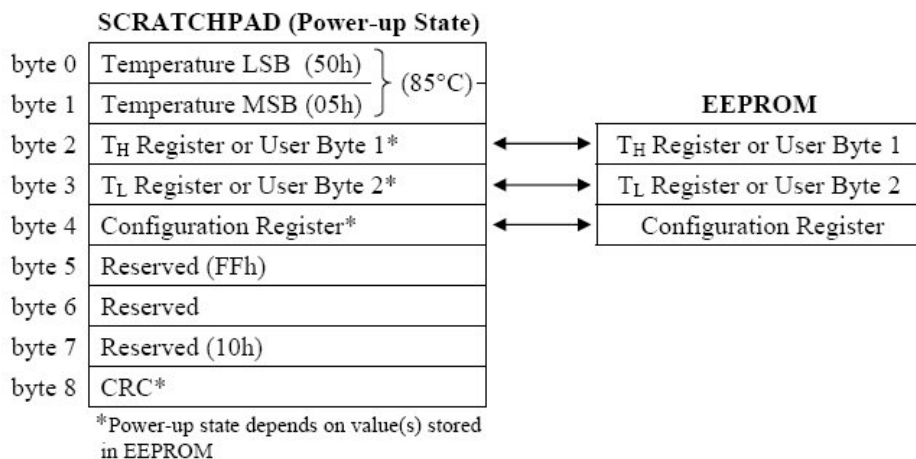 SCRATCHPAD (Power-up State)
byte 0 Temperature LSB (50h)
(85°C)
byte 1 Temperature MSB (05h)
EEPROM
byte 2 TH Register or User Byte 1* TH Register or User Byte 1
byte 3 TL Register or User Byte 2* TL Register or User Byte 2
byte 4 Configuration Register* Configuration Register
byte 5 Reserved (FFh)
byte 6 Reserved
byte 7 Reserved (10h)
byte 8 CRC*
*Power-up state depends on value(s) stored
in EEPROM